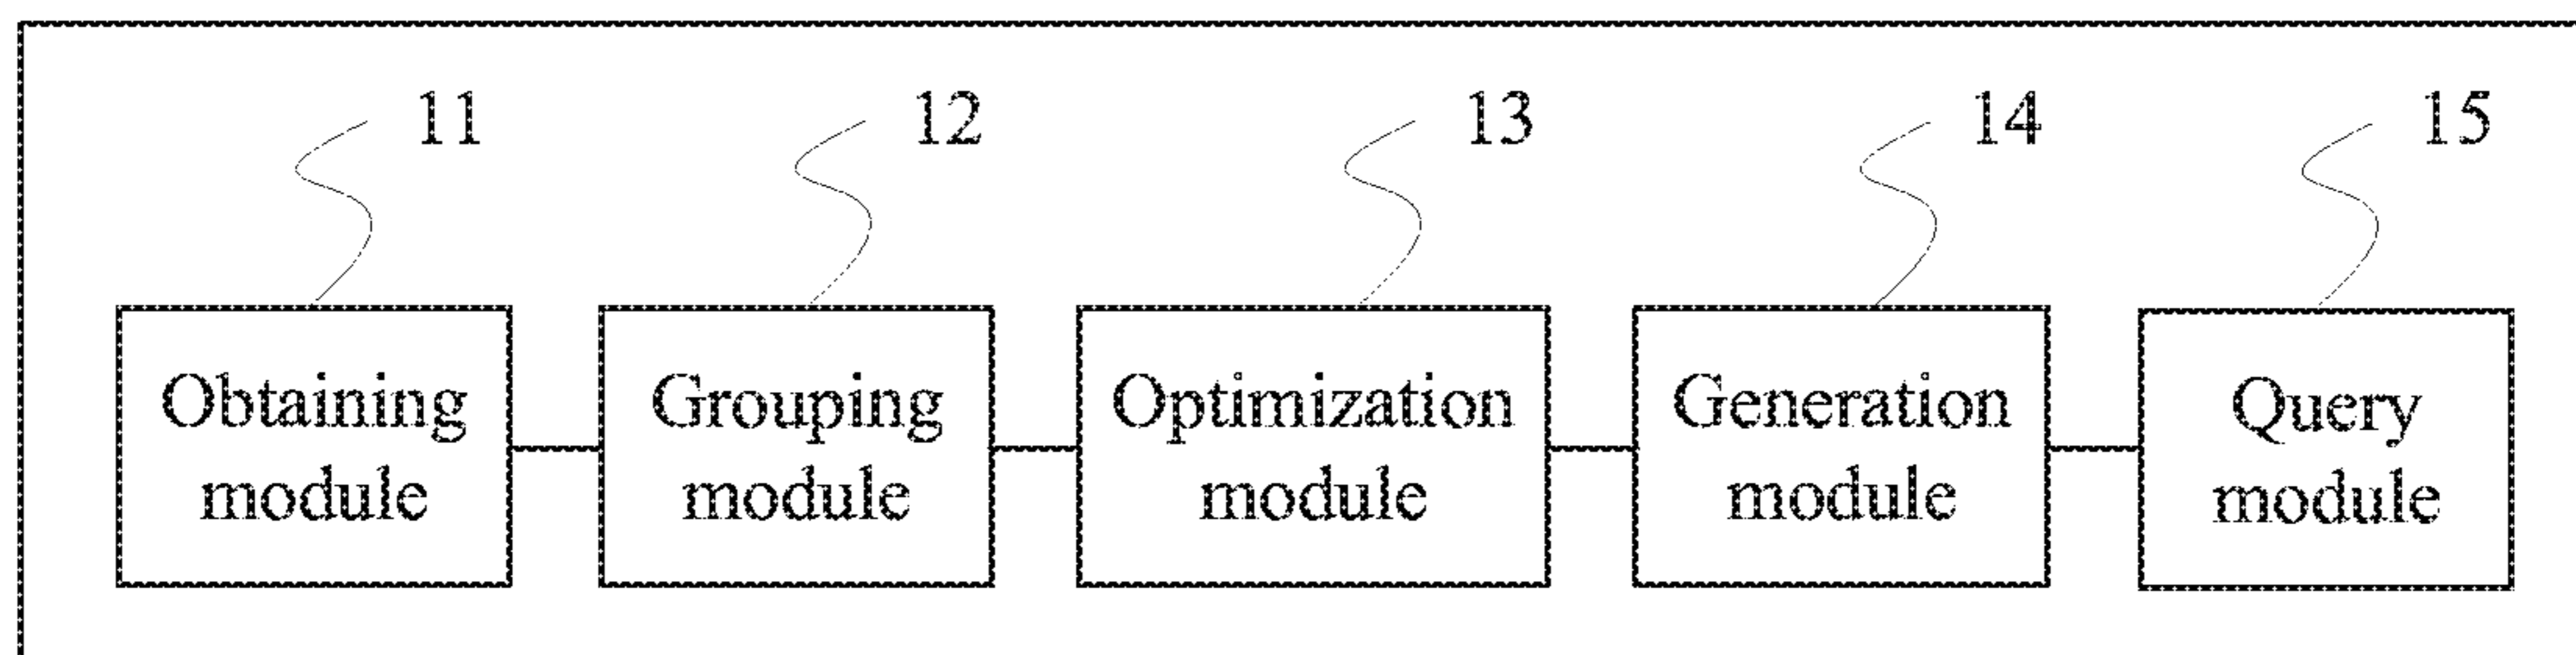 11 12 13 14 15
Obtaining Grouping Optimization Generation Query
module module module module module